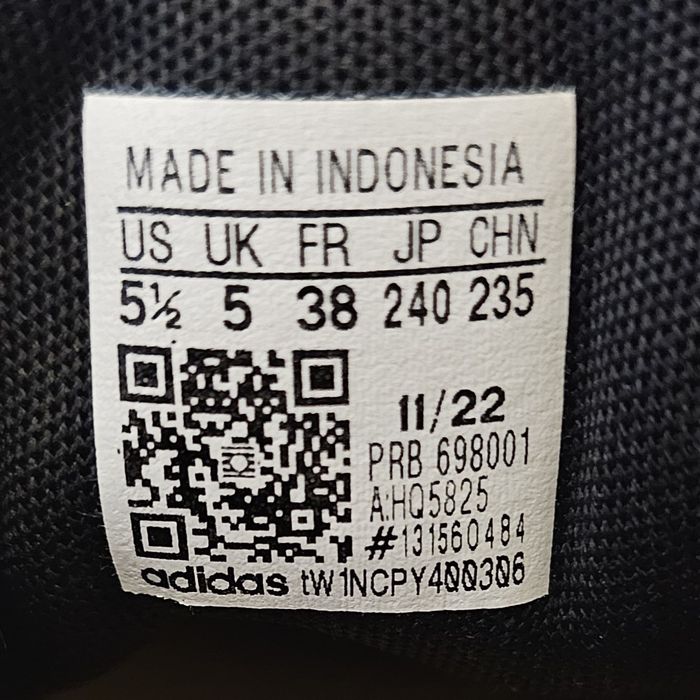 MADE IN INDONESIA
US UK FR JP CHN
5½ 5 38 240 235
11/22
PRB 698001
A:HQ5825
#131560484
adidas tW1NCPY400306